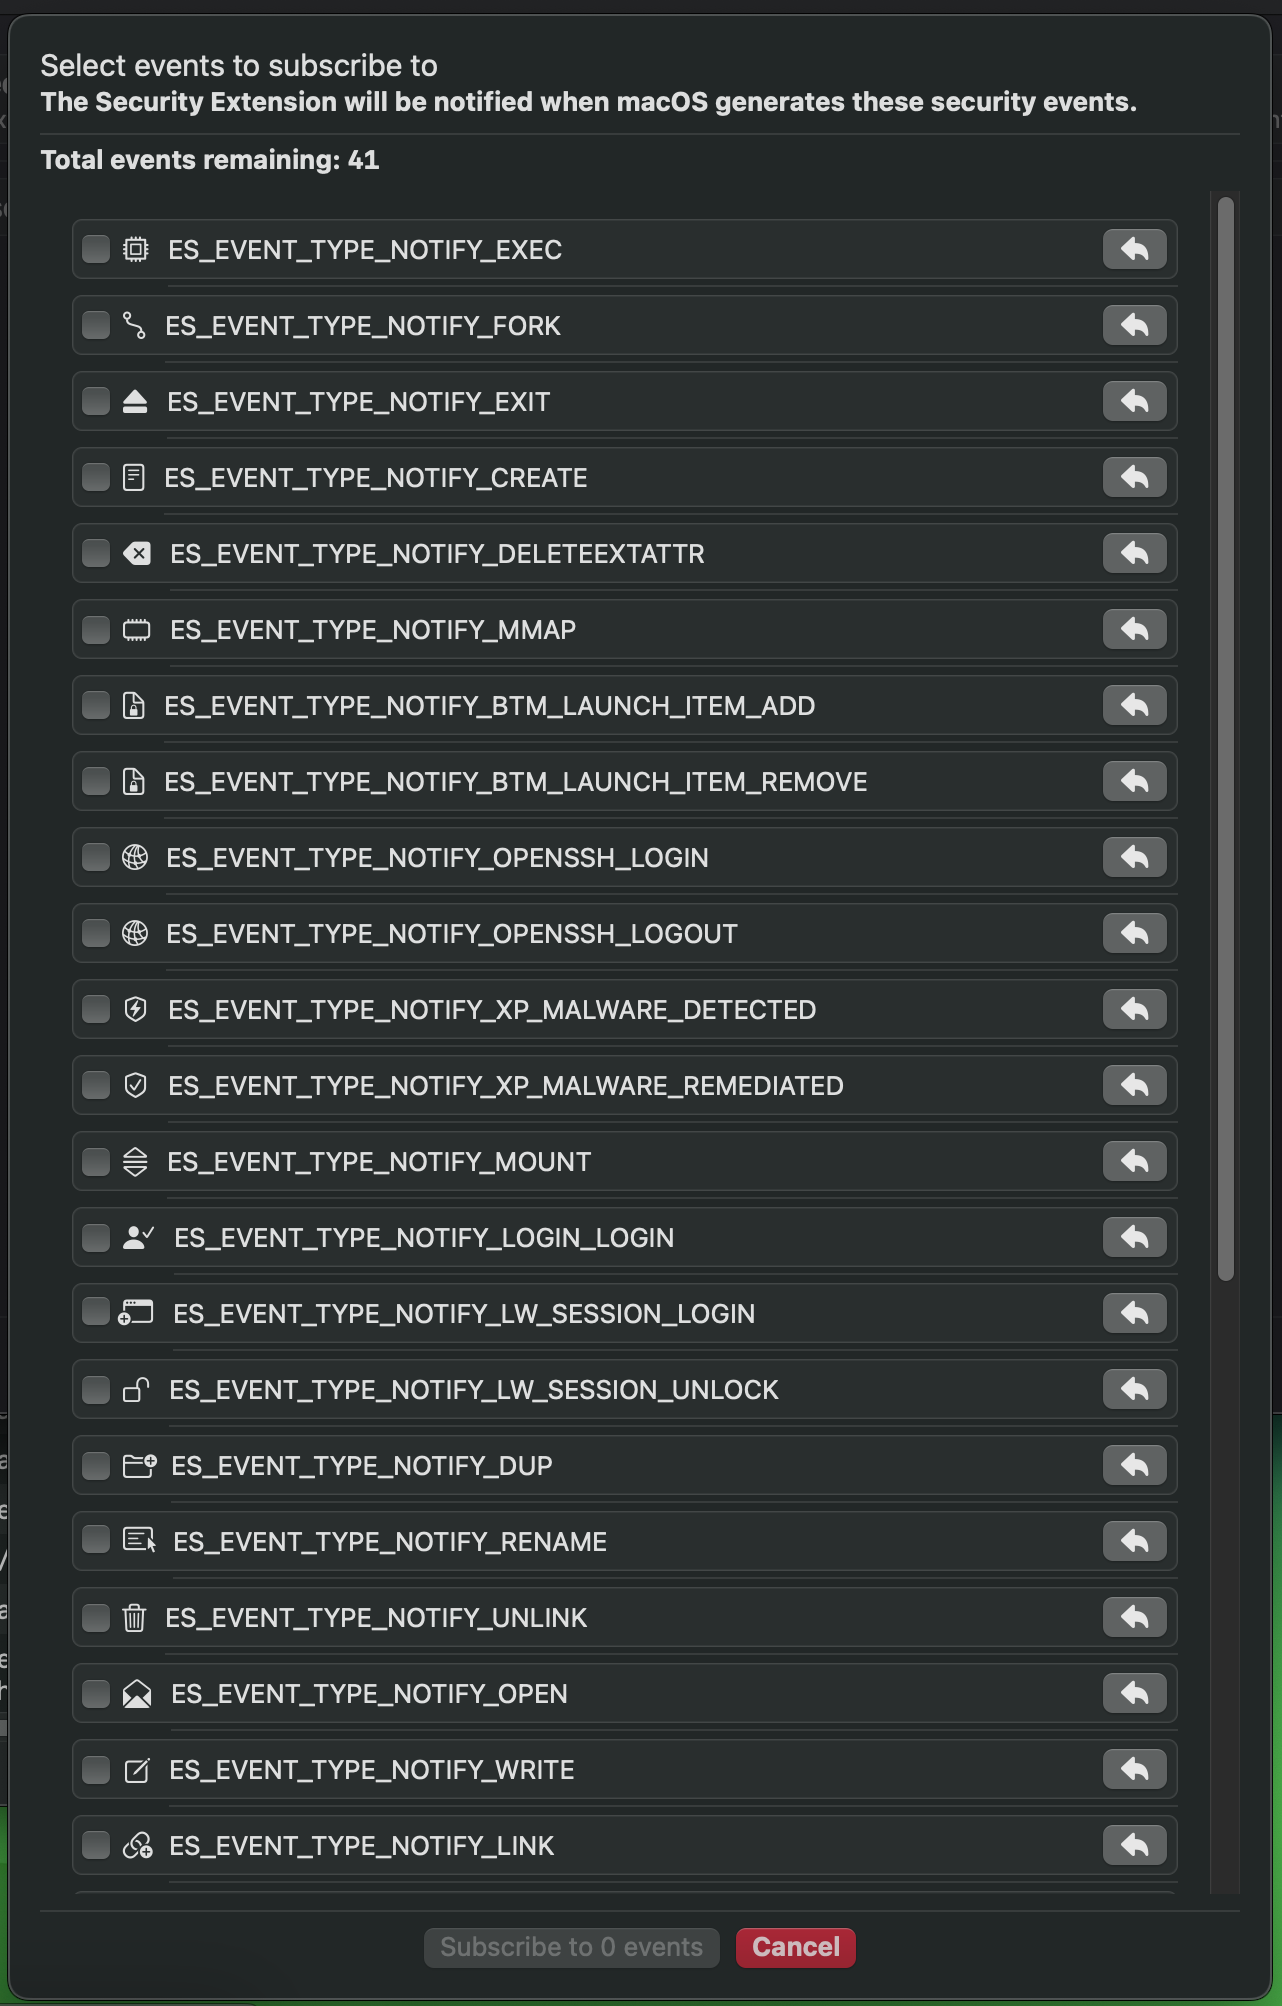 Select events to subscribe to
The Security Extension will be notified when macOS generates these security events.
Total events remaining: 41
ES_EVENT_TYPE_NOTIFY_EXEC
ES_EVENT_TYPE_NOTIFY_FORK
ES_EVENT_TYPE_NOTIFY_EXIT
ES_EVENT_TYPE_NOTIFY_CREATE
ES_EVENT_TYPE_NOTIFY_DELETEEXTATTR
ES_EVENT_TYPE_NOTIFY_MMAP
ES_EVENT_TYPE_NOTIFY_BTM_LAUNCH_ITEM_ADD
ES_EVENT_TYPE_NOTIFY_BTM_LAUNCH_ITEM_REMOVE
ES_EVENT_TYPE_NOTIFY_OPENSSH_LOGIN
ES_EVENT_TYPE_NOTIFY_OPENSSH_LOGOUT
ES_EVENT_TYPE_NOTIFY_XP_MALWARE_DETECTED
ES_EVENT_TYPE_NOTIFY_XP_MALWARE_REMEDIATED
ES_EVENT_TYPE_NOTIFY_MOUNT
ES_EVENT_TYPE_NOTIFY_LOGIN_LOGIN
ES_EVENT_TYPE_NOTIFY_LW_SESSION_LOGIN
ES_EVENT_TYPE_NOTIFY_LW_SESSION_UNLOCK
ES_EVENT_TYPE_NOTIFY_DUP
ES_EVENT_TYPE_NOTIFY_RENAME
ES_EVENT_TYPE_NOTIFY_UNLINK
ES_EVENT_TYPE_NOTIFY_OPEN
ES_EVENT_TYPE_NOTIFY_WRITE
ES_EVENT_TYPE_NOTIFY_LINK
Subscribe to 0 events Cancel